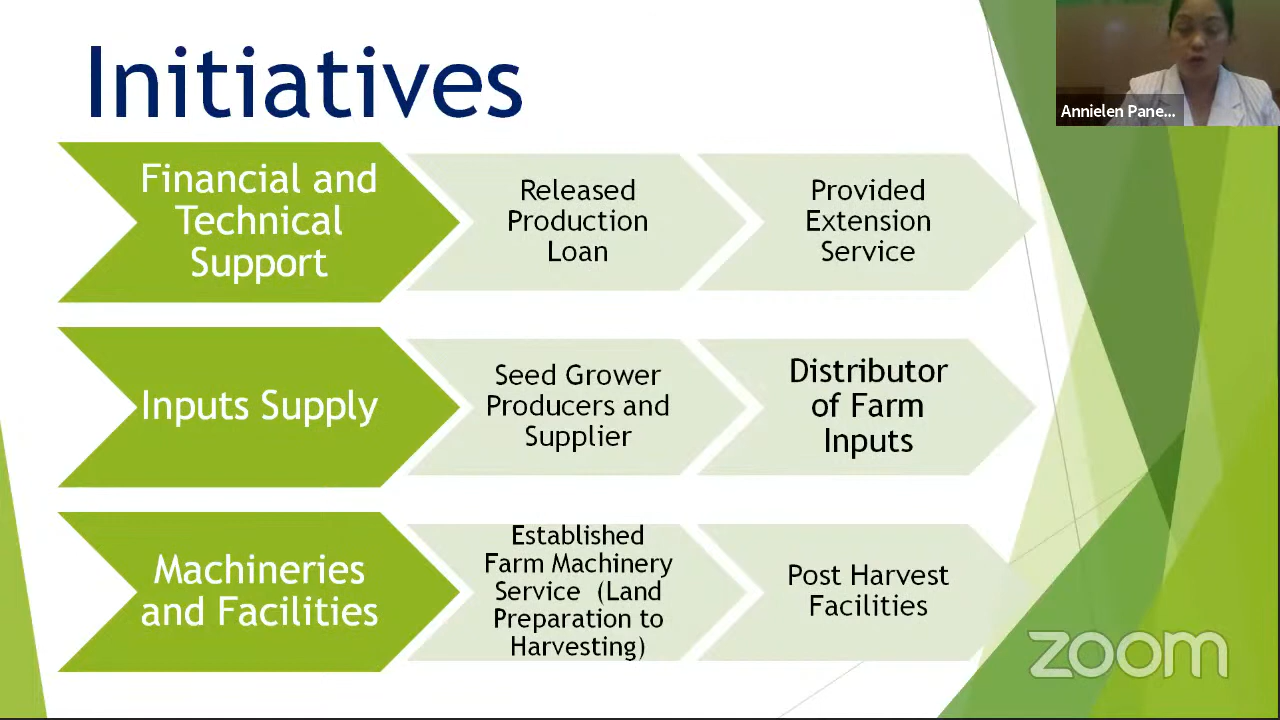 Initiatives
Annielen Pane...
Financial and
Technical
Support
Released
Production
Loan
Provided
Extension
Service
Inputs Supply
Seed Grower
Producers and
Supplier
Distributor
of Farm
Inputs
Machineries
and Facilities
Established
Farm Machinery
Service (Land
Preparation to
Harvesting)
Post Harvest
Facilities
zoom